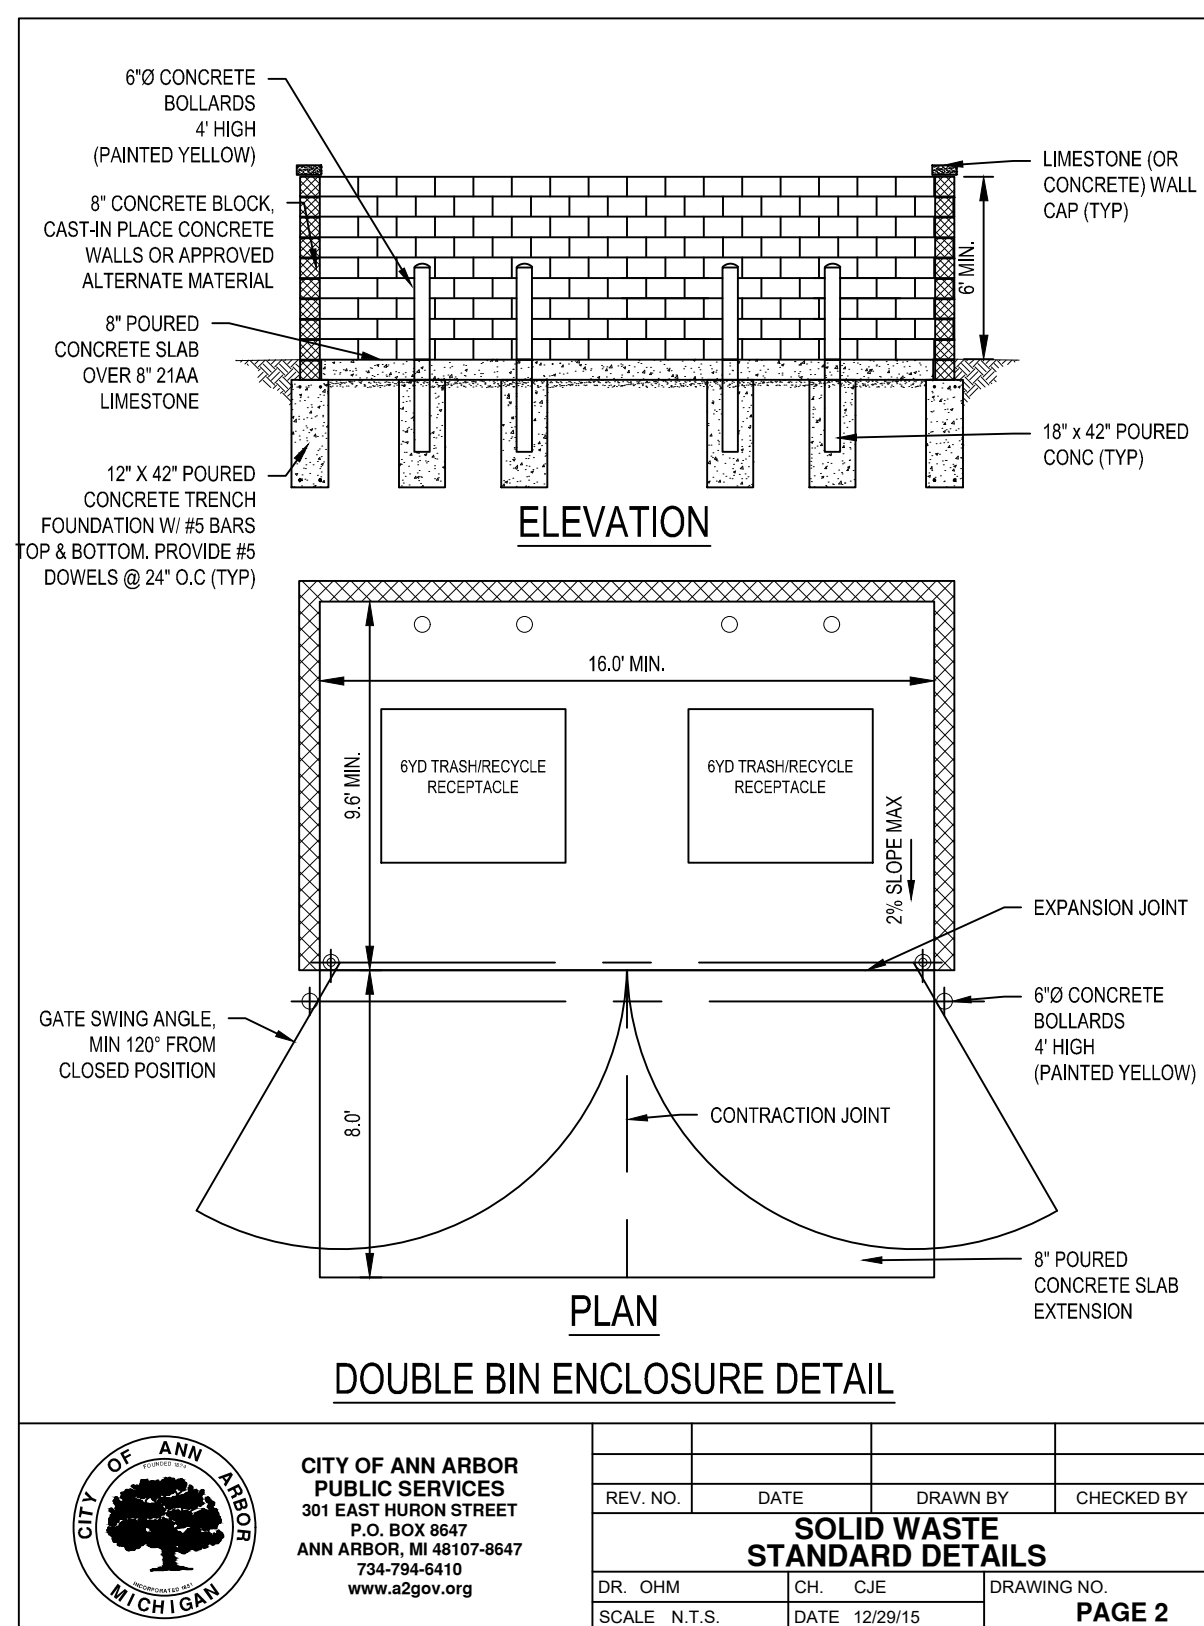 6"Ø CONCRETE
BOLLARDS
4' HIGH
(PAINTED YELLOW)
8" CONCRETE BLOCK,
CAST-IN PLACE CONCRETE
WALLS OR APPROVED
ALTERNATE MATERIAL
8" POURED
CONCRETE SLAB
OVER 8" 21AA
LIMESTONE
12" X 42" POURED
CONCRETE TRENCH
FOUNDATION W/ #5 BARS
TOP & BOTTOM. PROVIDE #5
DOWELS @ 24" O.C (TYP)
LIMESTONE (OR
CONCRETE) WALL
CAP (TYP)
6' MIN.
18" x 42" POURED
CONC (TYP)
ELEVATION
16.0' MIN.
9.6' MIN.
6YD TRASH/RECYCLE
RECEPTACLE
6YD TRASH/RECYCLE
RECEPTACLE
2% SLOPE MAX
EXPANSION JOINT
6"Ø CONCRETE
BOLLARDS
4' HIGH
(PAINTED YELLOW)
GATE SWING ANGLE,
MIN 120° FROM
CLOSED POSITION
8.0'
CONTRACTION JOINT
8" POURED
CONCRETE SLAB
EXTENSION
PLAN
DOUBLE BIN ENCLOSURE DETAIL
CITY OF ANN ARBOR
MICHIGAN
FOUNDED 1824
INCORPORATED 1851
CITY OF ANN ARBOR
PUBLIC SERVICES
301 EAST HURON STREET
P.O. BOX 8647
ANN ARBOR, MI 48107-8647
734-794-6410
www.a2gov.org
REV. NO. DATE DRAWN BY CHECKED BY
SOLID WASTE
STANDARD DETAILS
DR. OHM CH. CJE DRAWING NO.
SCALE N.T.S. DATE 12/29/15 PAGE 2